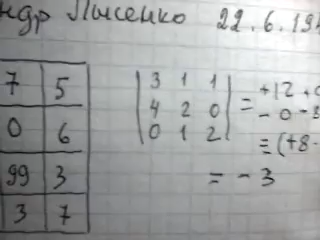 ндр Лысенко 22.6.19
7 5
0 6
99 3
3 7
3 1 1
4 2 0
0 1 2
= +12 +
- 0 -
= (+8 -
= - 3